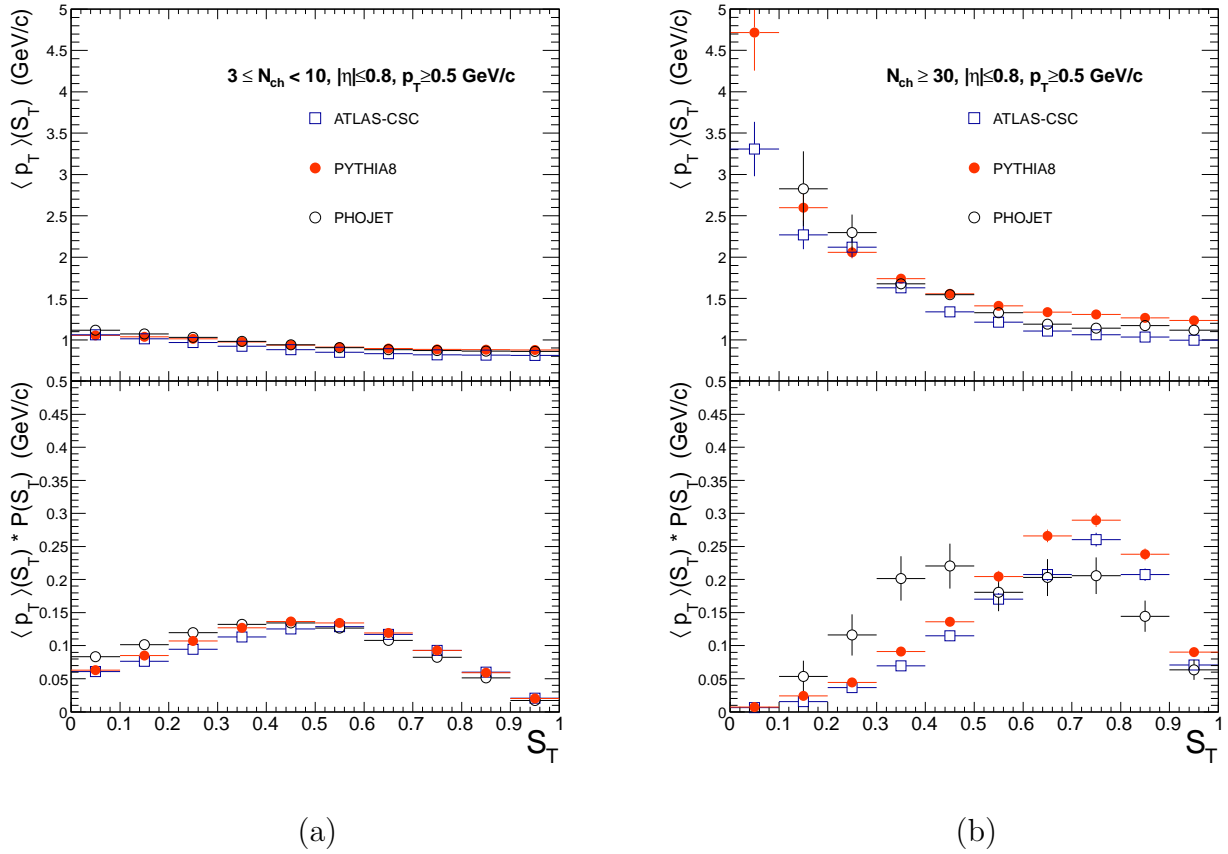 ⟨ p_T ⟩(S_T) (GeV/c)
5
4.5
4
3.5
3
2.5
2
1.5
1
3 ≤ N_ch < 10, |η|≤0.8, p_T≥0.5 GeV/c
ATLAS-CSC
PYTHIA8
PHOJET
⟨ p_T ⟩(S_T) * P(S_T) (GeV/c)
0.5
0.45
0.4
0.35
0.3
0.25
0.2
0.15
0.1
0.05
0
0 0.1 0.2 0.3 0.4 0.5 0.6 0.7 0.8 0.9 1
S_T
(a)
⟨ p_T ⟩(S_T) (GeV/c)
5
4.5
4
3.5
3
2.5
2
1.5
1
N_ch ≥ 30, |η|≤0.8, p_T≥0.5 GeV/c
ATLAS-CSC
PYTHIA8
PHOJET
⟨ p_T ⟩(S_T) * P(S_T) (GeV/c)
0.5
0.45
0.4
0.35
0.3
0.25
0.2
0.15
0.1
0.05
0
0 0.1 0.2 0.3 0.4 0.5 0.6 0.7 0.8 0.9 1
S_T
(b)